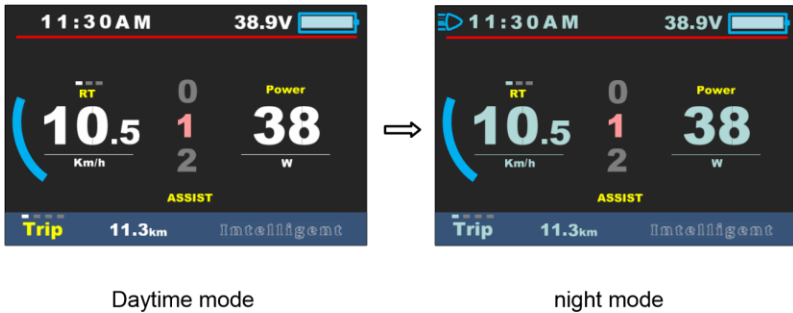 11:30AM 38.9V
RT
10.5
Km/h
0
1
2
Power
38
W
ASSIST
Trip 11.3km Intelligent
Daytime mode
11:30AM 38.9V
RT
10.5
Km/h
0
1
2
Power
38
W
ASSIST
Trip 11.3km Intelligent
night mode